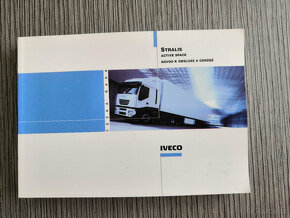 STRALIS
ACTIVE SPACE
NÁVOD K OBSLUZE A ÚDRŽBĚ
IVECO